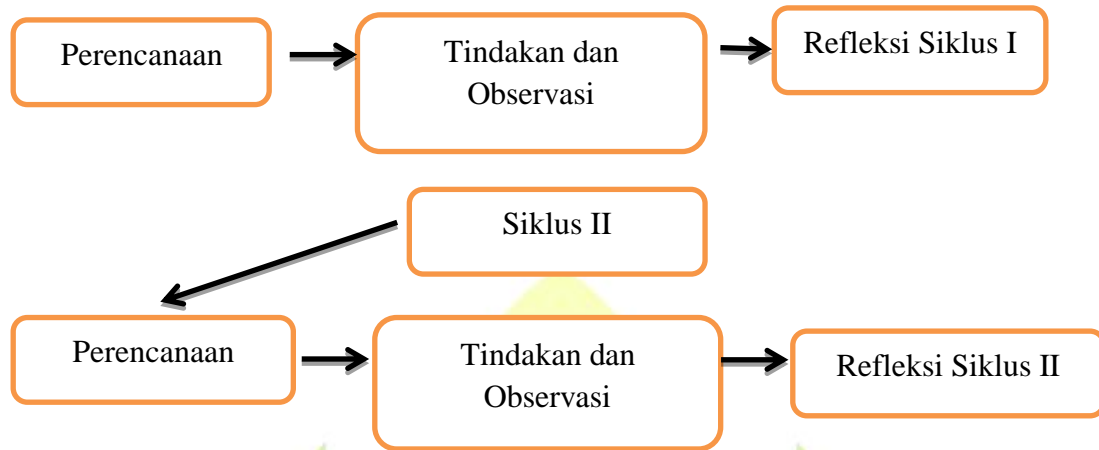 Perencanaan
Tindakan dan
Observasi
Refleksi Siklus I
Siklus II
Perencanaan
Tindakan dan
Observasi
Refleksi Siklus II